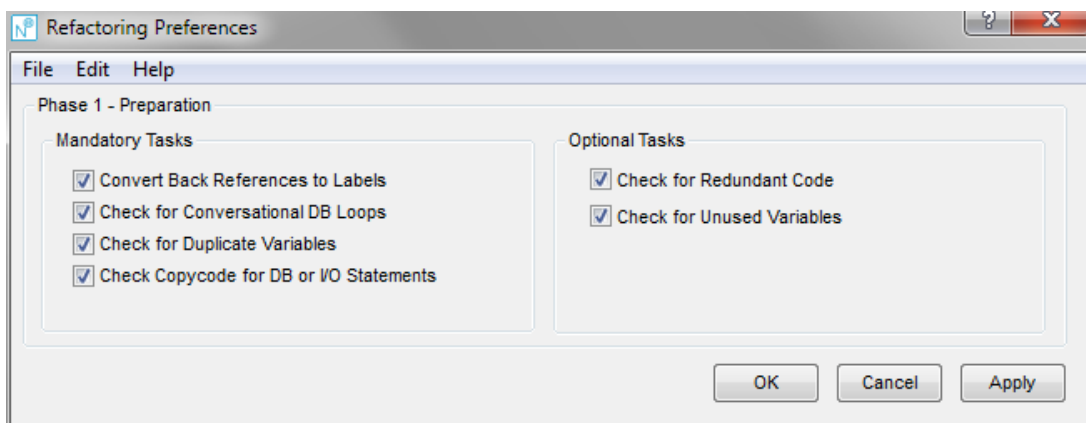 Refactoring Preferences
File Edit Help
Phase 1 - Preparation
Mandatory Tasks
Convert Back References to Labels
Check for Conversational DB Loops
Check for Duplicate Variables
Check Copycode for DB or I/O Statements
Optional Tasks
Check for Redundant Code
Check for Unused Variables
OK Cancel Apply